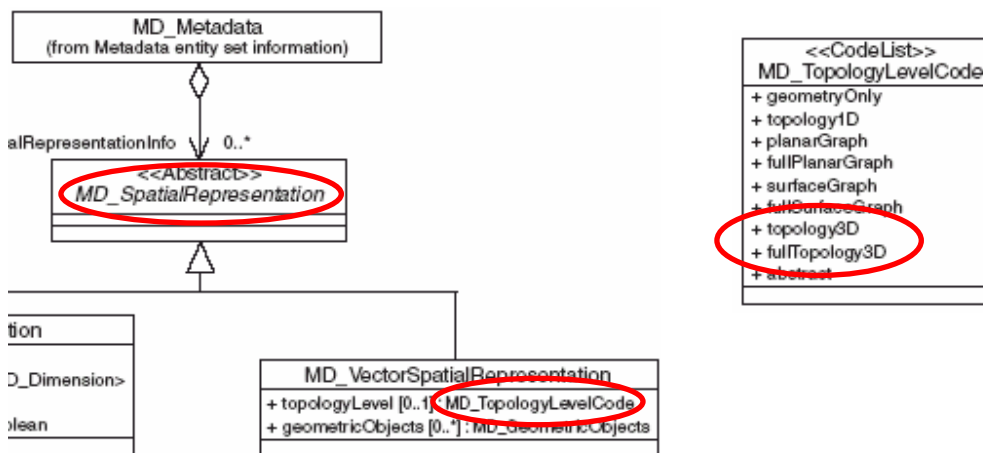 MD_Metadata
(from Metadata entity set information)
alRepresentationInfo 0..*
<<Abstract>>
MD_SpatialRepresentation
tion
D_Dimension>
olean
MD_VectorSpatialRepresentation
+ topologyLevel [0..1] : MD_TopologyLevelCode
+ geometricObjects [0..*] : MD_GeometricObjects
<<CodeList>>
MD_TopologyLevelCode
+ geometryOnly
+ topology1D
+ planarGraph
+ fullPlanarGraph
+ surfaceGraph
+ fullSurfaceGraph
+ topology3D
+ fullTopology3D
+ abstract